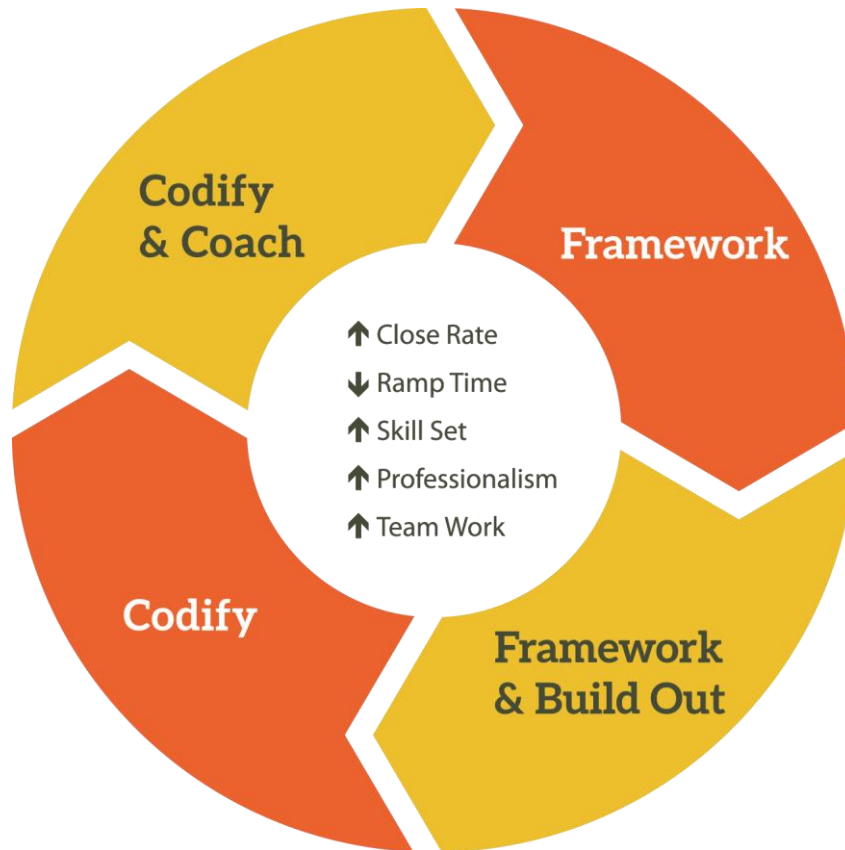 Codify
& Coach
Framework
↑ Close Rate
↓ Ramp Time
↑ Skill Set
↑ Professionalism
↑ Team Work
Codify
Framework
& Build Out